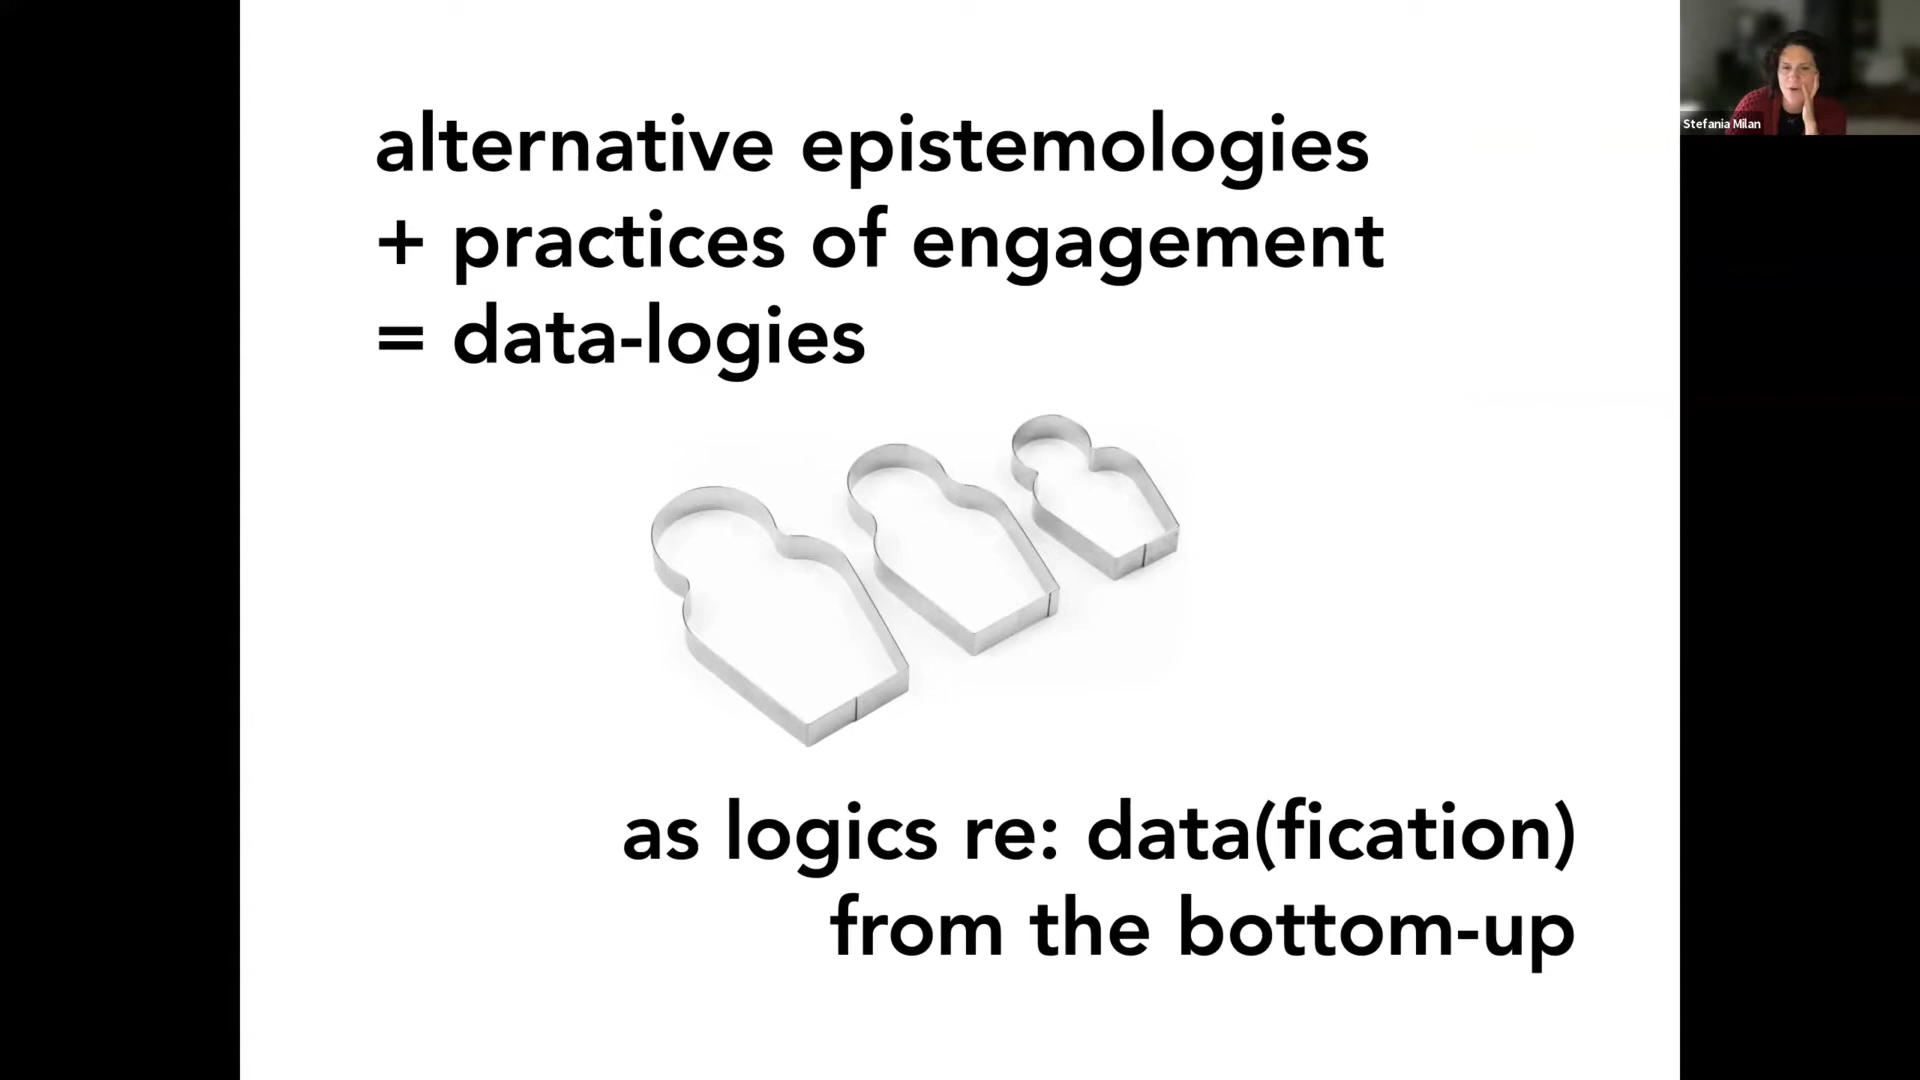 alternative epistemologies
+ practices of engagement
= data-logies
as logics re: data(fication)
from the bottom-up
Stefania Milan